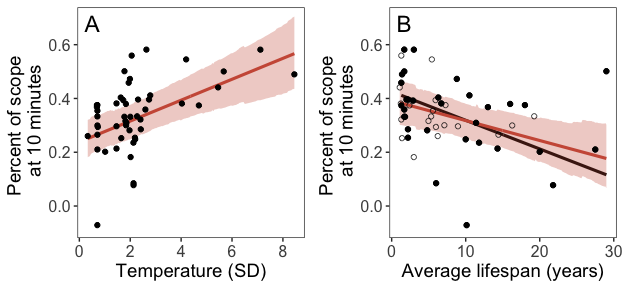 A
Percent of scope
at 10 minutes
0.6
0.4
0.2
0.0
0 2 4 6 8
Temperature (SD)
B
Percent of scope
at 10 minutes
0.6
0.4
0.2
0.0
0 10 20 30
Average lifespan (years)